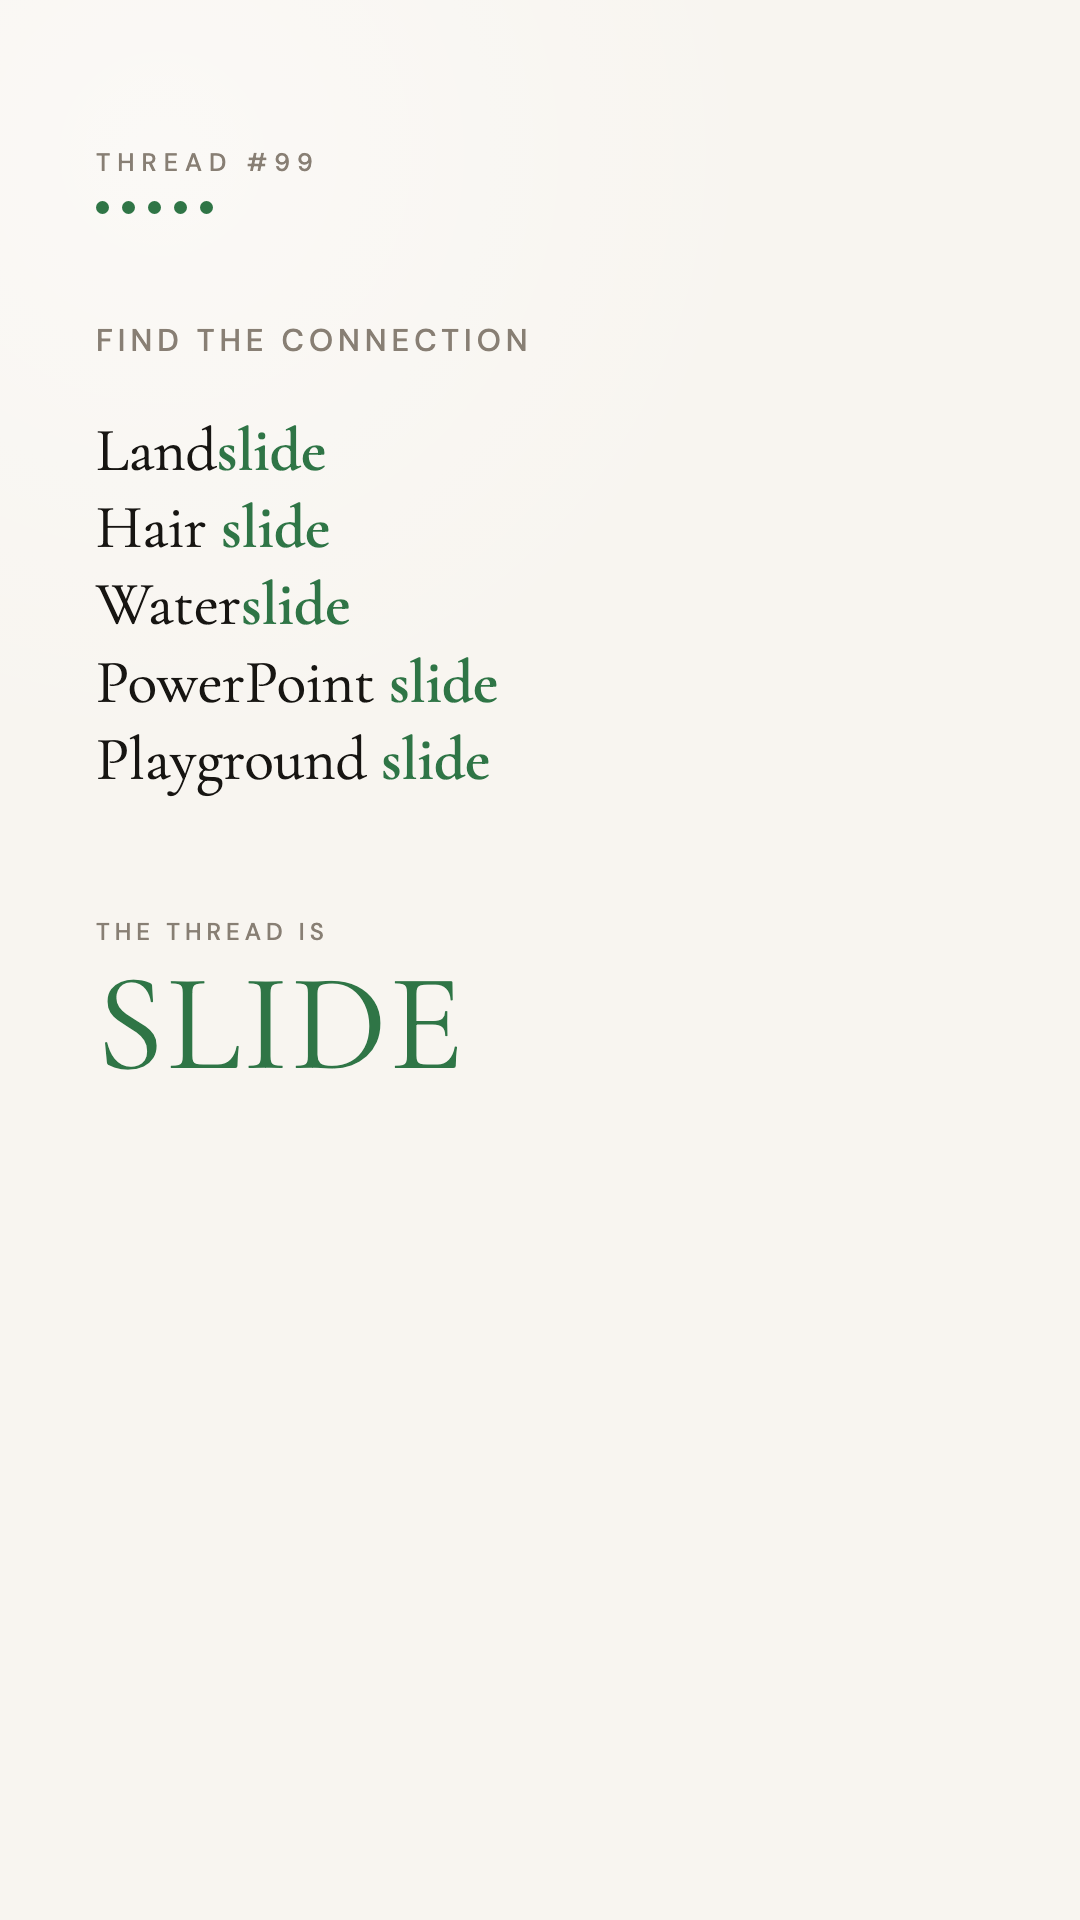 THREAD #99
FIND THE CONNECTION
Landslide
Hair slide
Waterslide
PowerPoint slide
Playground slide
THE THREAD IS
SLIDE